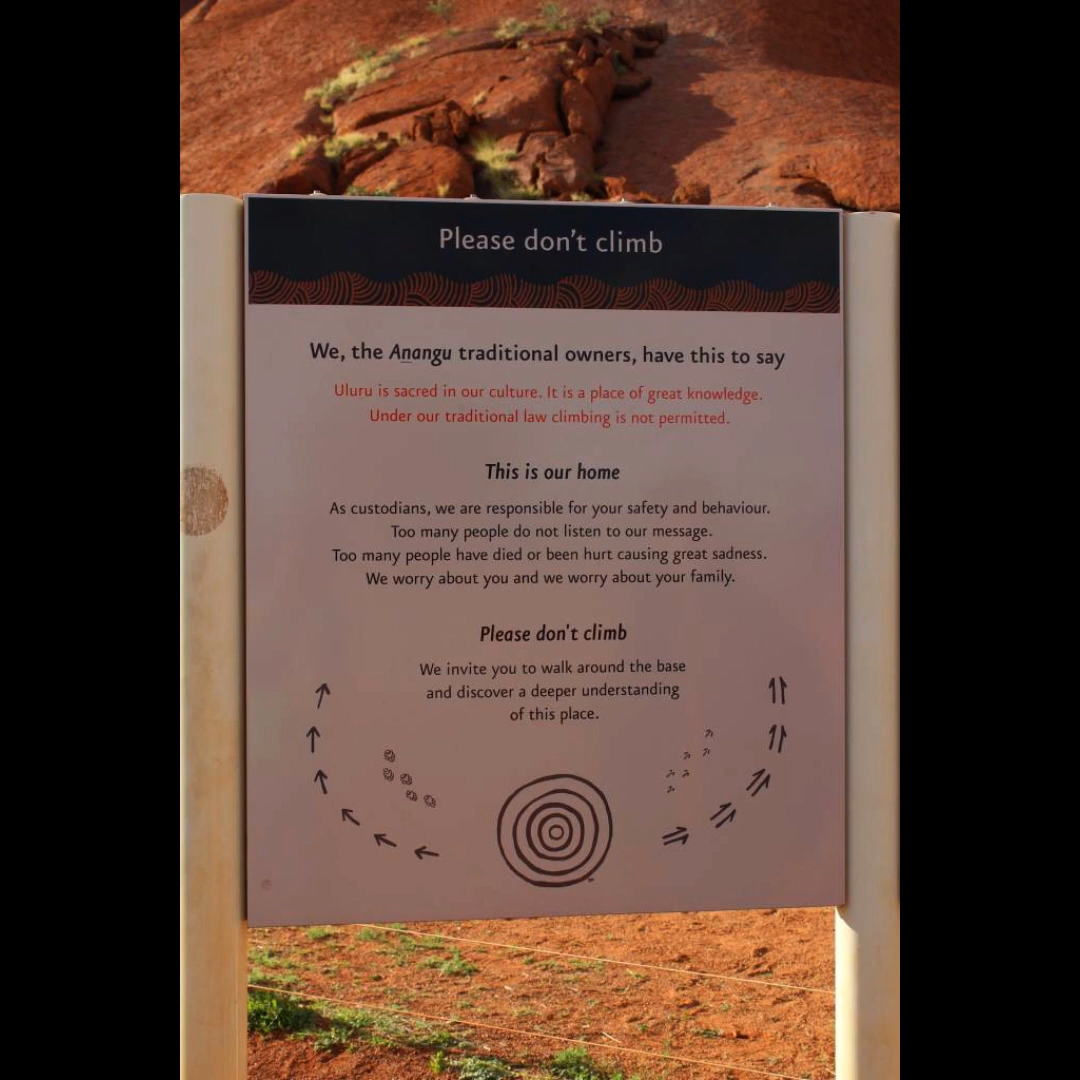 Please don't climb
We, the Aṉangu traditional owners, have this to say
Uluru is sacred in our culture. It is a place of great knowledge.
Under our traditional law climbing is not permitted.
This is our home
As custodians, we are responsible for your safety and behaviour.
Too many people do not listen to our message.
Too many people have died or been hurt causing great sadness.
We worry about you and we worry about your family.
Please don't climb
We invite you to walk around the base
and discover a deeper understanding
of this place.